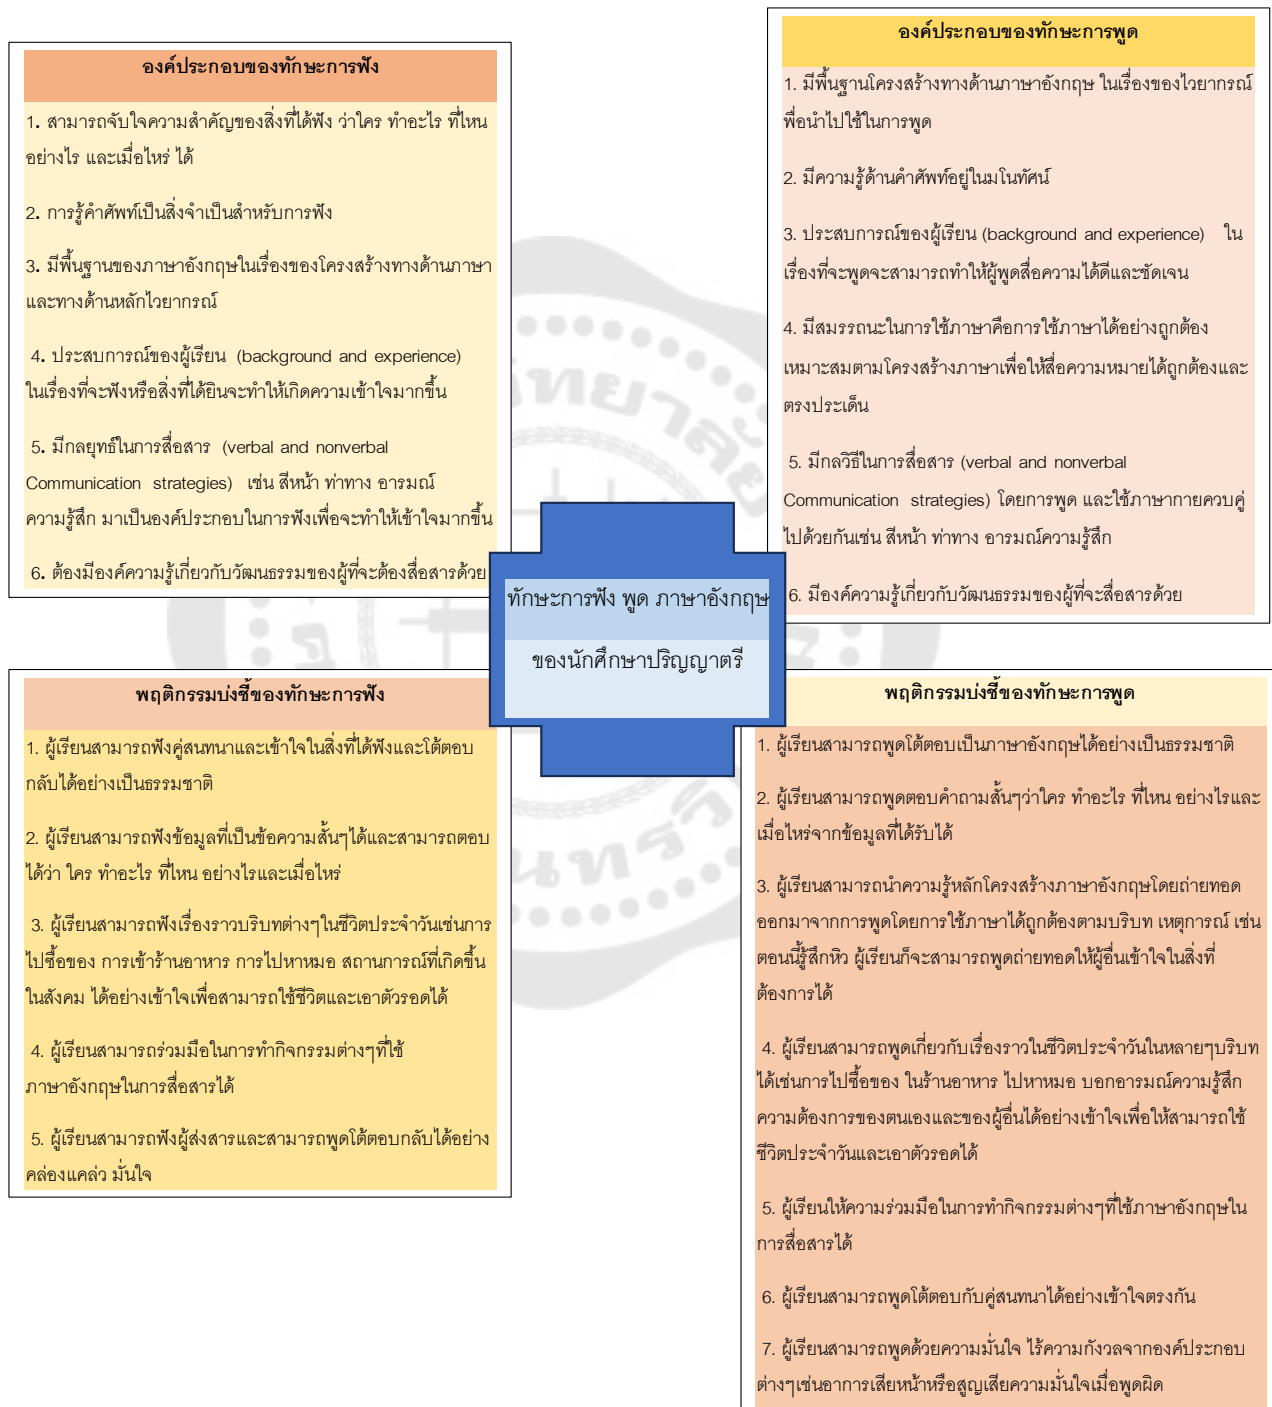 องค์ประกอบของทักษะการฟัง
1. สามารถจับใจความสำคัญของสิ่งที่ได้ฟัง ว่าใคร ทำอะไร ที่ไหน
อย่างไร และเมื่อไหร่ ได้
2. การรู้คำศัพท์เป็นสิ่งจำเป็นสำหรับการฟัง
3. มีพื้นฐานของภาษาอังกฤษในเรื่องของโครงสร้างทางด้านภาษา
และทางด้านหลักไวยากรณ์
4. ประสบการณ์ของผู้เรียน (background and experience)
ในเรื่องที่จะฟังหรือสิ่งที่ได้ยินจะทำให้เกิดความเข้าใจมากขึ้น
5. มีกลยุทธ์ในการสื่อสาร (verbal and nonverbal
Communication strategies) เช่น สีหน้า ท่าทาง อารมณ์
ความรู้สึก มาเป็นองค์ประกอบในการฟังเพื่อจะทำให้เข้าใจมากขึ้น
6. ต้องมีองค์ความรู้เกี่ยวกับวัฒนธรรมของผู้ที่จะต้องสื่อสารด้วย
องค์ประกอบของทักษะการพูด
1. มีพื้นฐานโครงสร้างทางด้านภาษาอังกฤษ ในเรื่องของไวยากรณ์
พื่อนำไปใช้ในการพูด
2. มีความรู้ด้านคำศัพท์อยู่ในมโนทัศน์
3. ประสบการณ์ของผู้เรียน (background and experience) ใน
เรื่องที่จะพูดจะสามารถทำให้ผู้พูดสื่อความได้ดีและชัดเจน
4. มีสมรรถนะในการใช้ภาษาคือการใช้ภาษาได้อย่างถูกต้อง
เหมาะสมตามโครงสร้างภาษาเพื่อให้สื่อความหมายได้ถูกต้องและ
ตรงประเด็น
5. มีกลวิธีในการสื่อสาร (verbal and nonverbal
Communication strategies) โดยการพูด และใช้ภาษากายควบคู่
ไปด้วยกันเช่น สีหน้า ท่าทาง อารมณ์ความรู้สึก
6. มีองค์ความรู้เกี่ยวกับวัฒนธรรมของผู้ที่จะสื่อสารด้วย
ทักษะการฟัง พูด ภาษาอังกฤษ
ของนักศึกษาปริญญาตรี
พฤติกรรมบ่งชี้ของทักษะการฟัง
1. ผู้เรียนสามารถฟังคู่สนทนาและเข้าใจในสิ่งที่ได้ฟังและโต้ตอบ
กลับได้อย่างเป็นธรรมชาติ
2. ผู้เรียนสามารถฟังข้อมูลที่เป็นข้อความสั้นๆได้และสามารถตอบ
ได้ว่า ใคร ทำอะไร ที่ไหน อย่างไรและเมื่อไหร่
3. ผู้เรียนสามารถฟังเรื่องราวบริบทต่างๆในชีวิตประจำวันเช่นการ
ไปซื้อของ การเข้าร้านอาหาร การไปหาหมอ สถานการณ์ที่เกิดขึ้น
ในสังคม ได้อย่างเข้าใจเพื่อสามารถใช้ชีวิตและเอาตัวรอดได้
4. ผู้เรียนสามารถร่วมมือในการทำกิจกรรมต่างๆที่ใช้
ภาษาอังกฤษในการสื่อสารได้
5. ผู้เรียนสามารถฟังผู้ส่งสารและสามารถพูดโต้ตอบกลับได้อย่าง
คล่องแคล่ว มั่นใจ
พฤติกรรมบ่งชี้ของทักษะการพูด
1. ผู้เรียนสามารถพูดโต้ตอบเป็นภาษาอังกฤษได้อย่างเป็นธรรมชาติ
2. ผู้เรียนสามารถพูดตอบคำถามสั้นๆว่าใคร ทำอะไร ที่ไหน อย่างไรและ
เมื่อไหร่จากข้อมูลที่ได้รับได้
3. ผู้เรียนสามารถนำความรู้หลักโครงสร้างภาษาอังกฤษโดยถ่ายทอด
ออกมาจากการพูดโดยการใช้ภาษาได้ถูกต้องตามบริบท เหตุการณ์ เช่น
ตอนนี้รู้สึกหิว ผู้เรียนก็จะสามารถพูดถ่ายทอดให้ผู้อื่นเข้าใจในสิ่งที่
ต้องการได้
4. ผู้เรียนสามารถพูดเกี่ยวกับเรื่องราวในชีวิตประจำวันในหลายๆบริบท
ได้เช่นการไปซื้อของ ในร้านอาหาร ไปหาหมอ บอกอารมณ์ความรู้สึก
ความต้องการของตนเองและของผู้อื่นได้อย่างเข้าใจเพื่อให้สามารถใช้
ชีวิตประจำวันและเอาตัวรอดได้
5. ผู้เรียนให้ความร่วมมือในการทำกิจกรรมต่างๆที่ใช้ภาษาอังกฤษใน
การสื่อสารได้
6. ผู้เรียนสามารถพูดโต้ตอบกับคู่สนทนาได้อย่างเข้าใจตรงกัน
7. ผู้เรียนสามารถพูดด้วยความมั่นใจ ไร้ความกังวลจากองค์ประกอบ
ต่างๆเช่นอาการเสียหน้าหรือสูญเสียความมั่นใจเมื่อพูดผิด